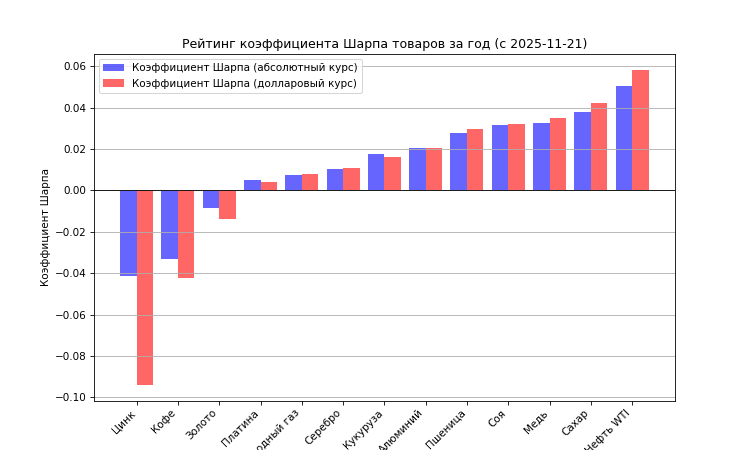 Рейтинг коэффициента Шарпа товаров за год (с 2025-11-21)
Коэффициент Шарпа (абсолютный курс)
Коэффициент Шарпа (долларовый курс)
Коэффициент Шарпа
0.06
0.04
0.02
0.00
−0.02
−0.04
−0.06
−0.08
−0.10
Цинк
Кофе
Золото
Платина
одный газ
Серебро
Кукуруза
Алюминий
Пшеница
Соя
Медь
Сахар
Нефть WTI